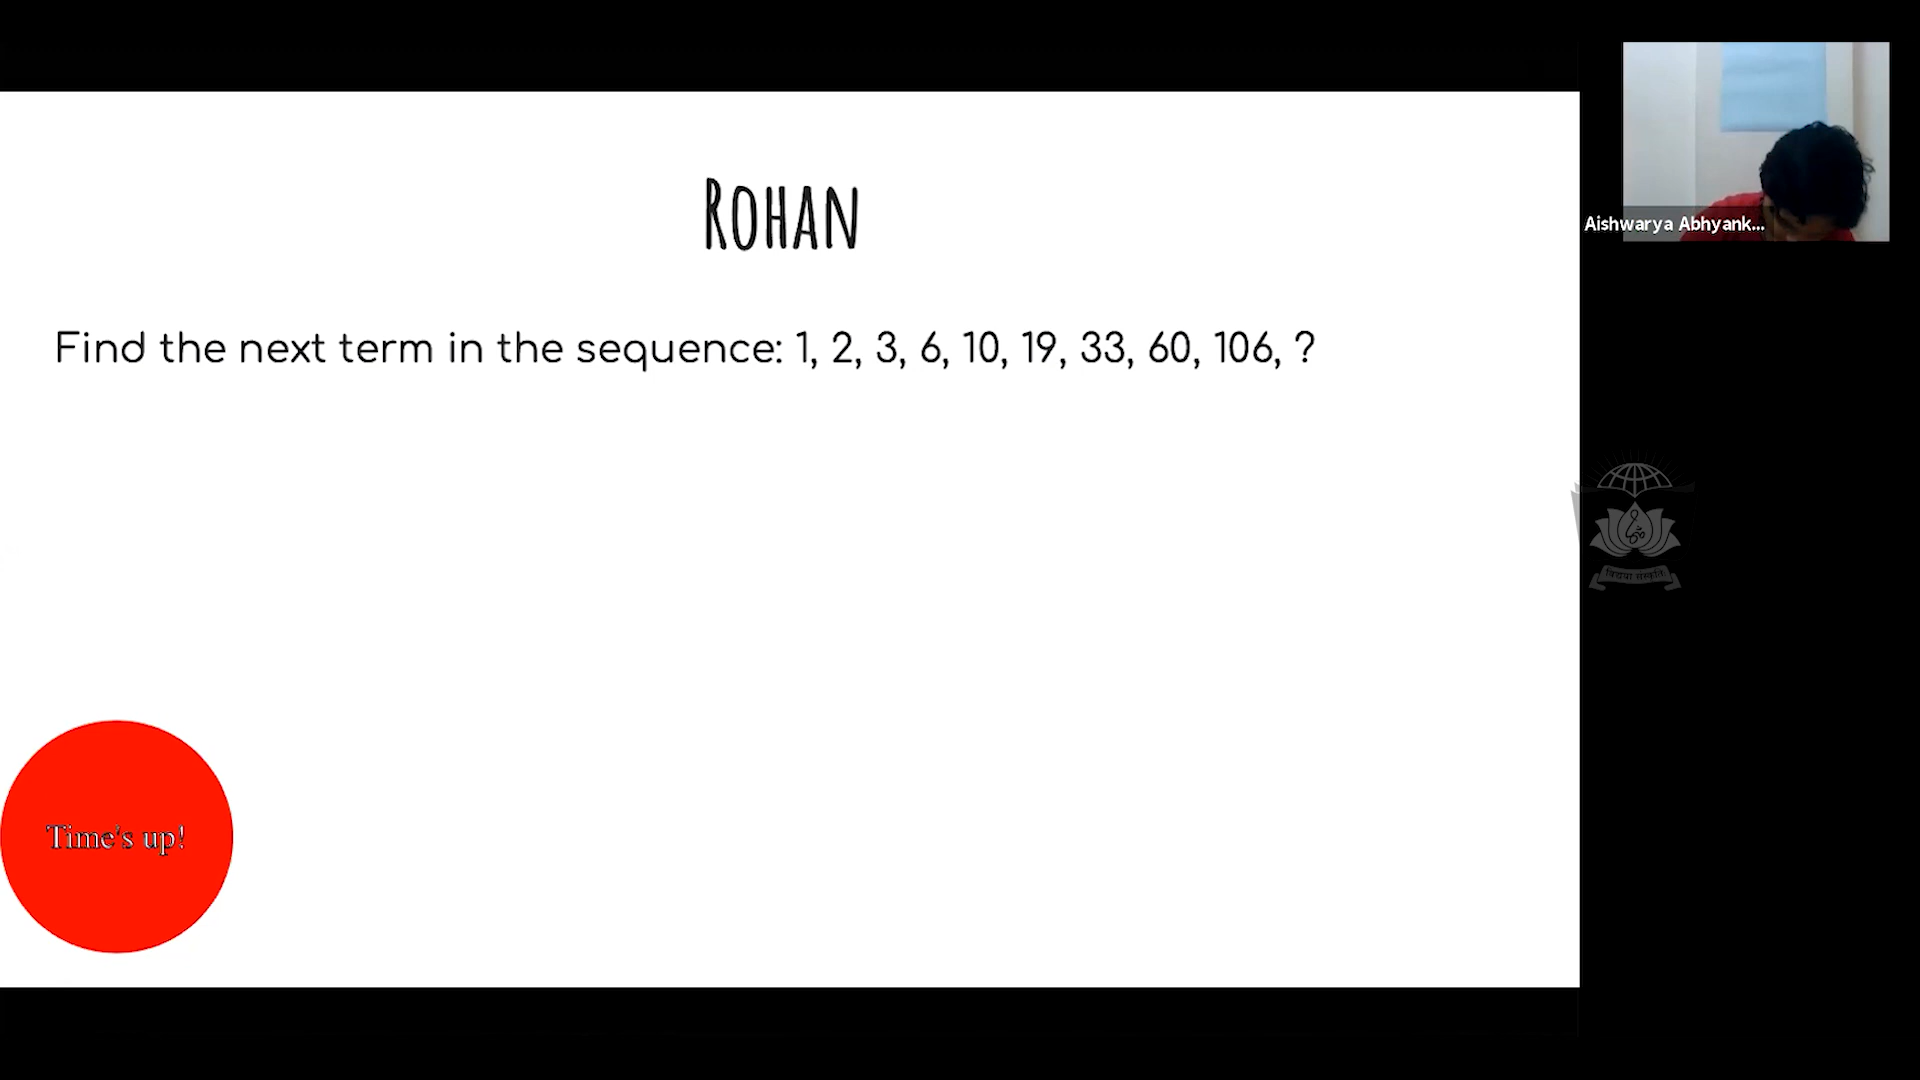 Rohan
Find the next term in the sequence: 1, 2, 3, 6, 10, 19, 33, 60, 106, ?
Time's up!
Aishwarya Abhyank...
विद्यया संस्कृतिः